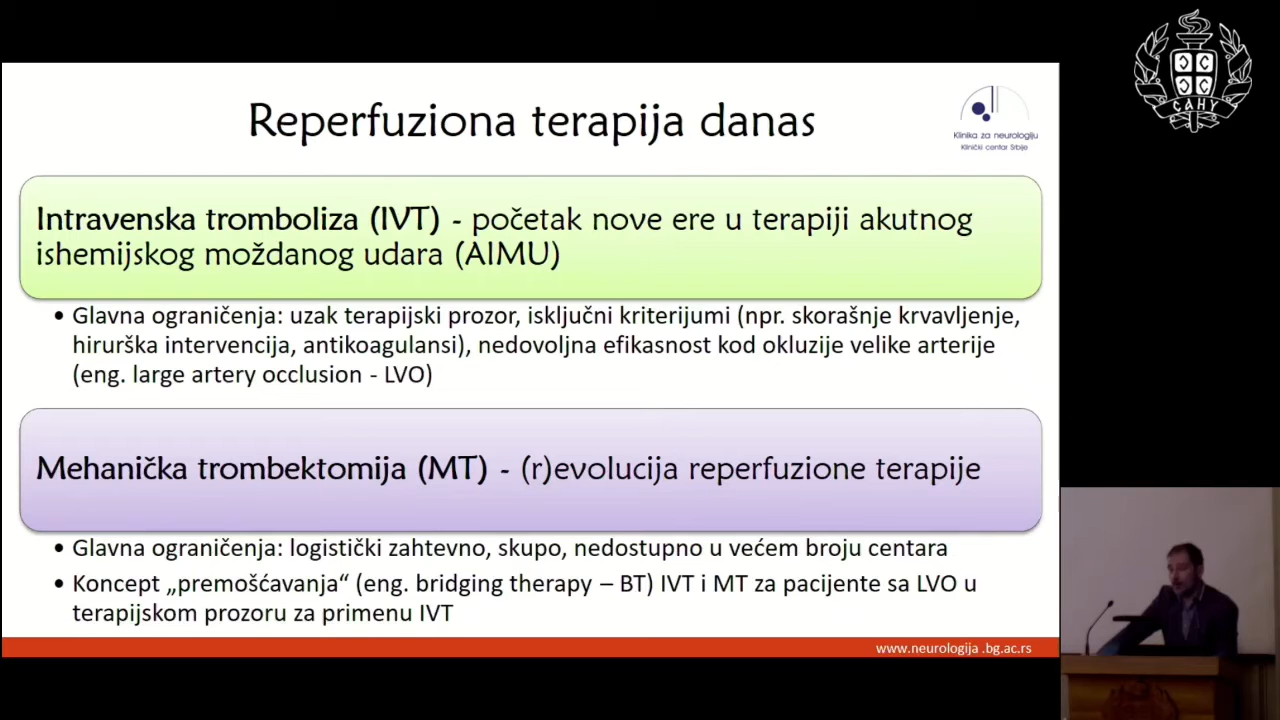 Reperfuziona terapija danas
Klinika za neurologiju
Klinički centar Srbije
Intravenska tromboliza (IVT) - početak nove ere u terapiji akutnog
ishemijskog moždanog udara (AIMU)
• Glavna ograničenja: uzak terapijski prozor, isključni kriterijumi (npr. skorašnje krvavljenje,
hirurška intervencija, antikoagulansi), nedovoljna efikasnost kod okluzije velike arterije
(eng. large artery occlusion - LVO)
Mehanička trombektomija (MT) - (r)evolucija reperfuzione terapije
• Glavna ograničenja: logistički zahtevno, skupo, nedostupno u većem broju centara
• Koncept „premošćavanja“ (eng. bridging therapy – BT) IVT i MT za pacijente sa LVO u
terapijskom prozoru za primenu IVT
www.neurologija .bg.ac.rs
САНУ